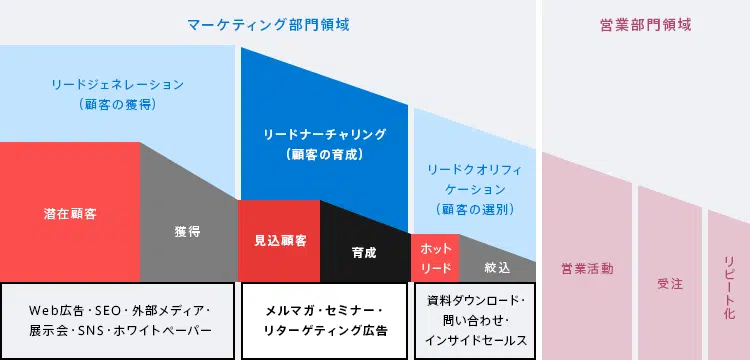 マーケティング部門領域
営業部門領域
リードジェネレーション
（顧客の獲得）
リードナーチャリング
（顧客の育成）
リードクオリフィ
ケーション
（顧客の選別）
潜在顧客
獲得
見込顧客
育成
ホット
リード
絞込
営業活動
受注
リピート化
Web広告・SEO・外部メディア・
展示会・SNS・ホワイトペーパー
メルマガ・セミナー・
リターゲティング広告
資料ダウンロード・
問い合わせ・
インサイドセールス